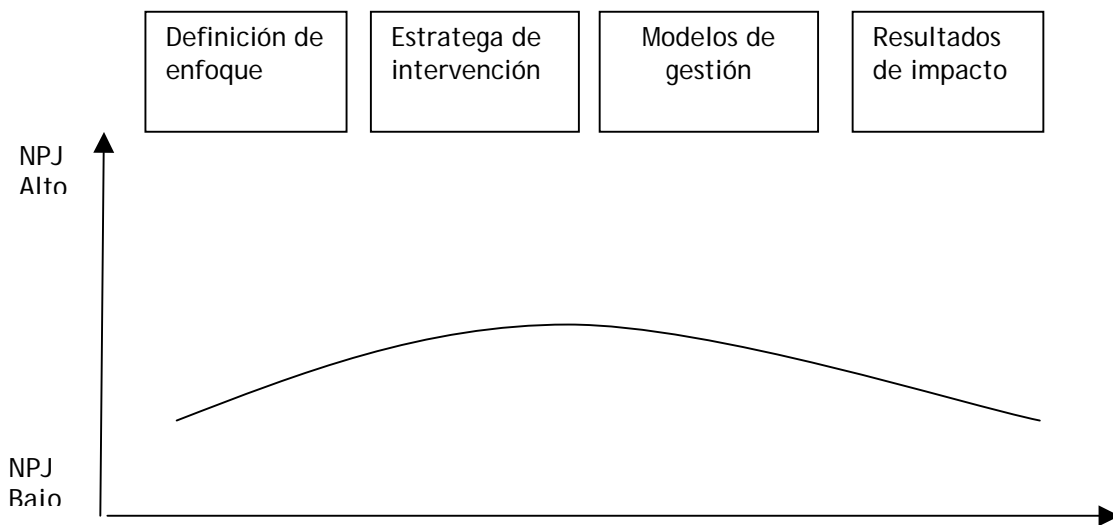 Definición de
enfoque
Estratega de
intervención
Modelos de
gestión
Resultados
de impacto
NPJ
Alto
NPJ
Bajo